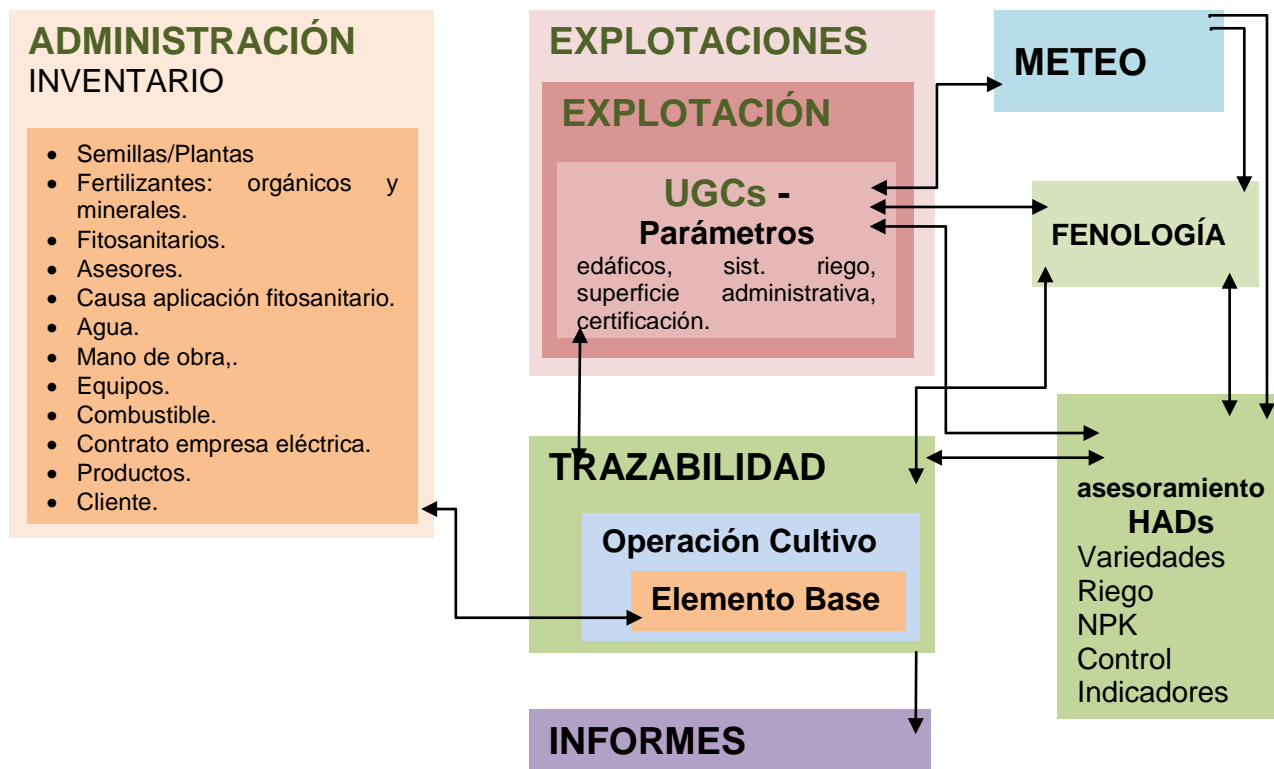 ADMINISTRACIÓN
INVENTARIO
• Semillas/Plantas
• Fertilizantes: orgánicos y
minerales.
• Fitosanitarios.
• Asesores.
• Causa aplicación fitosanitario.
• Agua.
• Mano de obra,.
• Equipos.
• Combustible.
• Contrato empresa eléctrica.
• Productos.
• Cliente.
EXPLOTACIONES
EXPLOTACIÓN
UGCs -
Parámetros
edáficos, sist. riego,
superficie administrativa,
certificación.
METEO
FENOLOGÍA
TRAZABILIDAD
Operación Cultivo
Elemento Base
asesoramiento
HADs
Variedades
Riego
NPK
Control
Indicadores
INFORMES